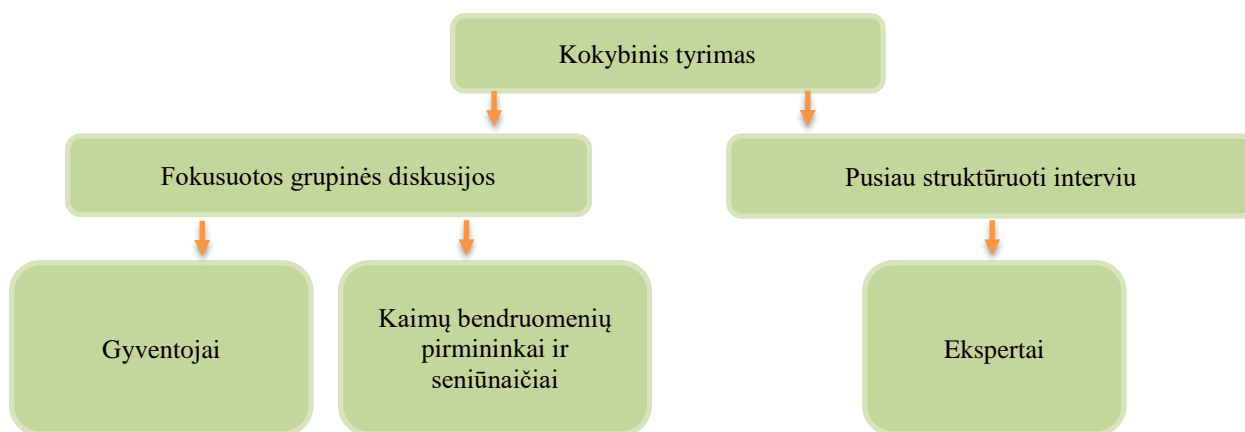 Kokybinis tyrimas
Fokusuotos grupinės diskusijos
Pusiau struktūruoti interviu
Gyventojai
Kaimų bendruomenių
pirmininkai ir
seniūnaičiai
Ekspertai